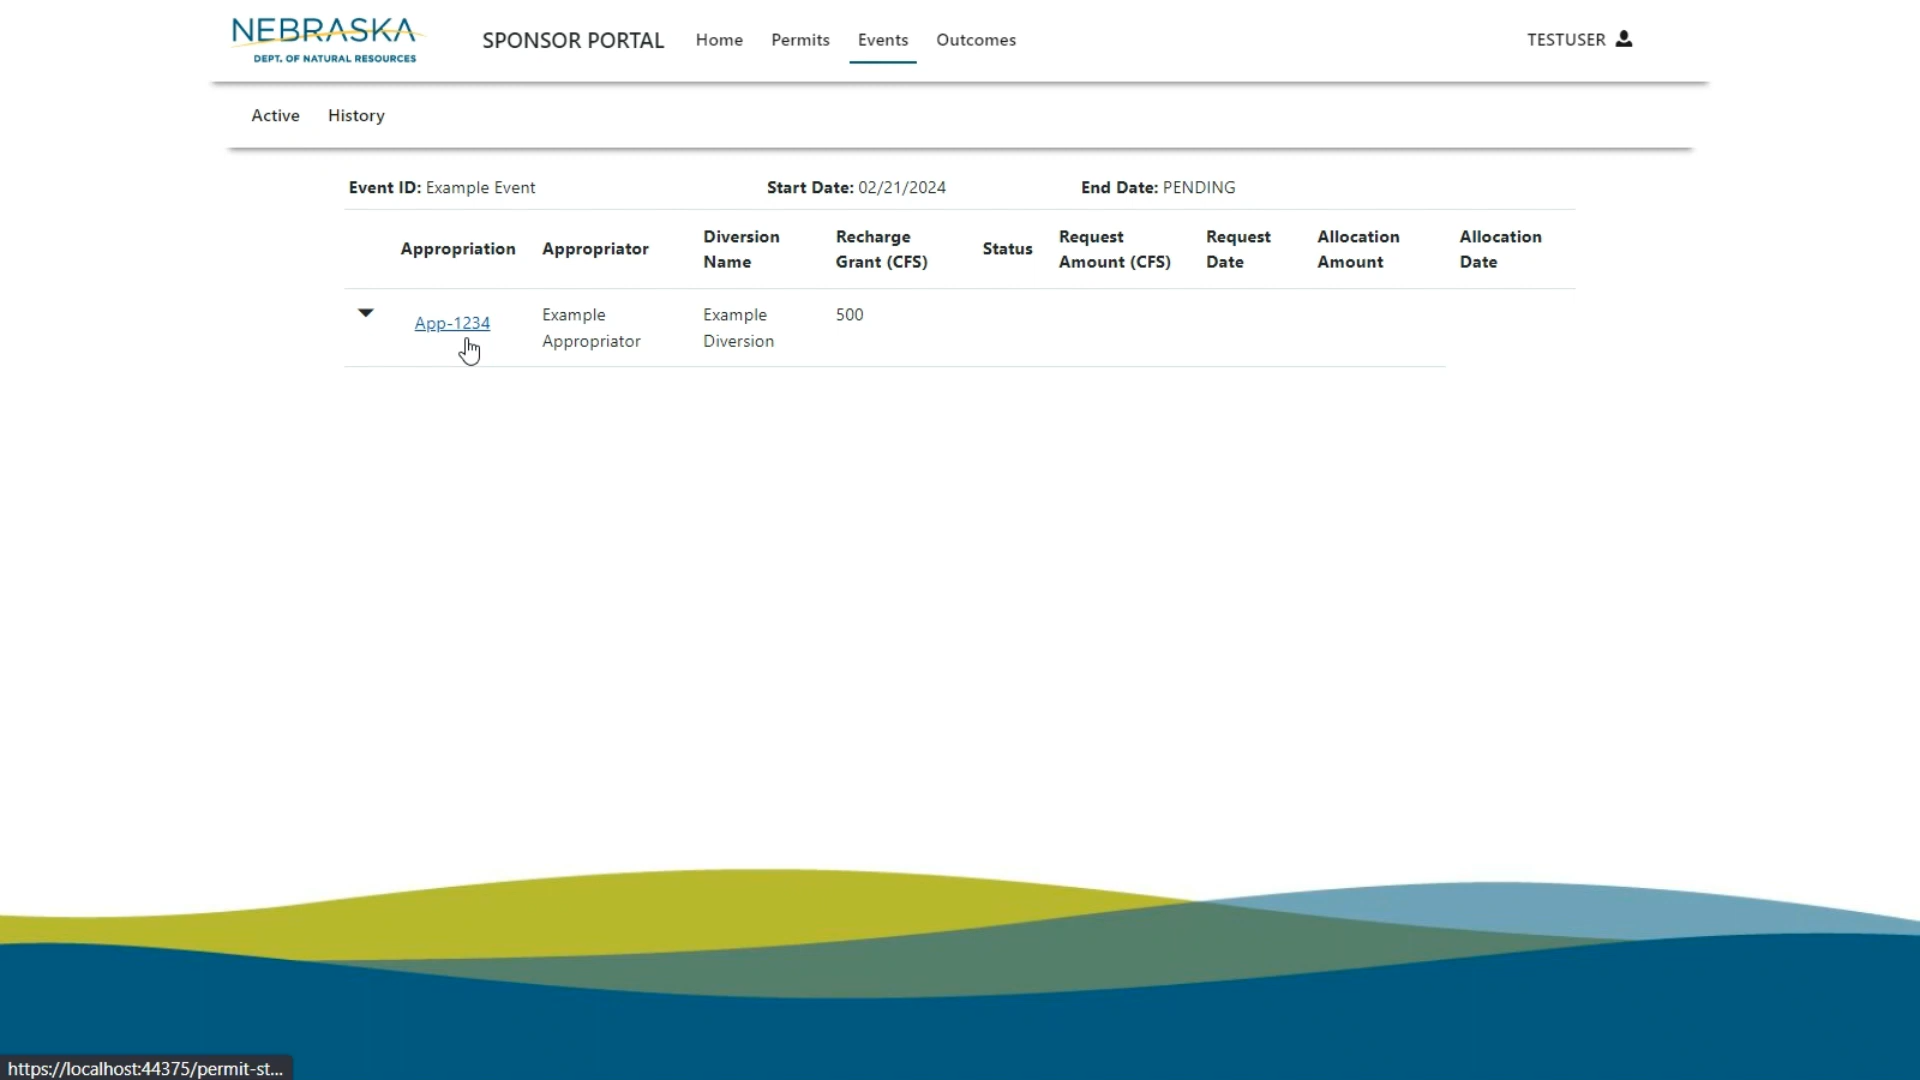 NEBRASKA
DEPT. OF NATURAL RESOURCES
SPONSOR PORTAL Home Permits Events Outcomes TESTUSER
Active History
Event ID: Example Event Start Date: 02/21/2024 End Date: PENDING
Appropriation Appropriator Diversion Name Recharge Grant (CFS) Status Request Amount (CFS) Request Date Allocation Amount Allocation Date
App-1234 Example Appropriator Example Diversion 500
https://localhost:44375/permit-st...